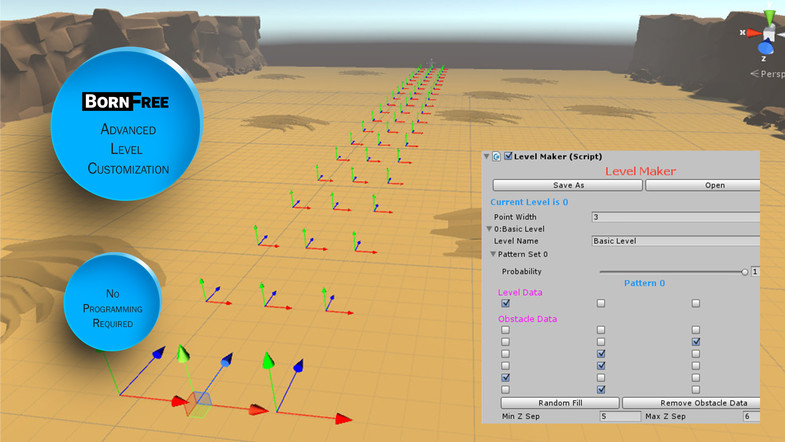 BORNFREE
ADVANCED
LEVEL
CUSTOMIZATION
NO
PROGRAMMING
REQUIRED
x
z
Persp
Level Maker (Script)
Level Maker
Save As
Open
Current Level is 0
Point Width 3
0:Basic Level
Level Name Basic Level
Pattern Set 0
Probability 1
Pattern 0
Level Data
Obstacle Data
Random Fill
Remove Obstacle Data
Min Z Sep 5 Max Z Sep 6